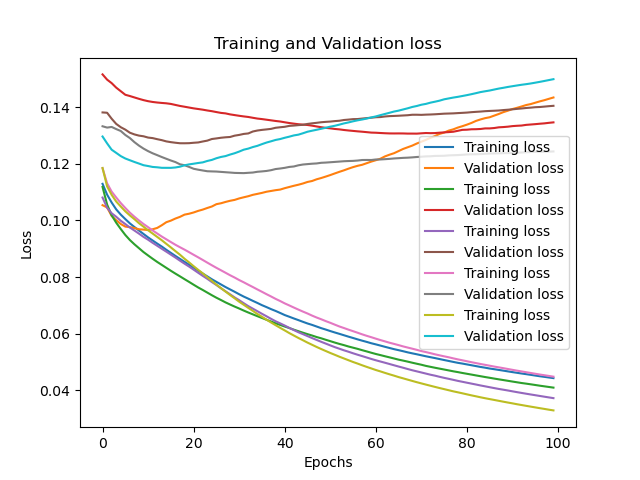 Training and Validation loss
Loss
0.14
0.12
0.10
0.08
0.06
0.04
Training loss
Validation loss
Training loss
Validation loss
Training loss
Validation loss
Training loss
Validation loss
Training loss
Validation loss
0 20 40 60 80 100
Epochs